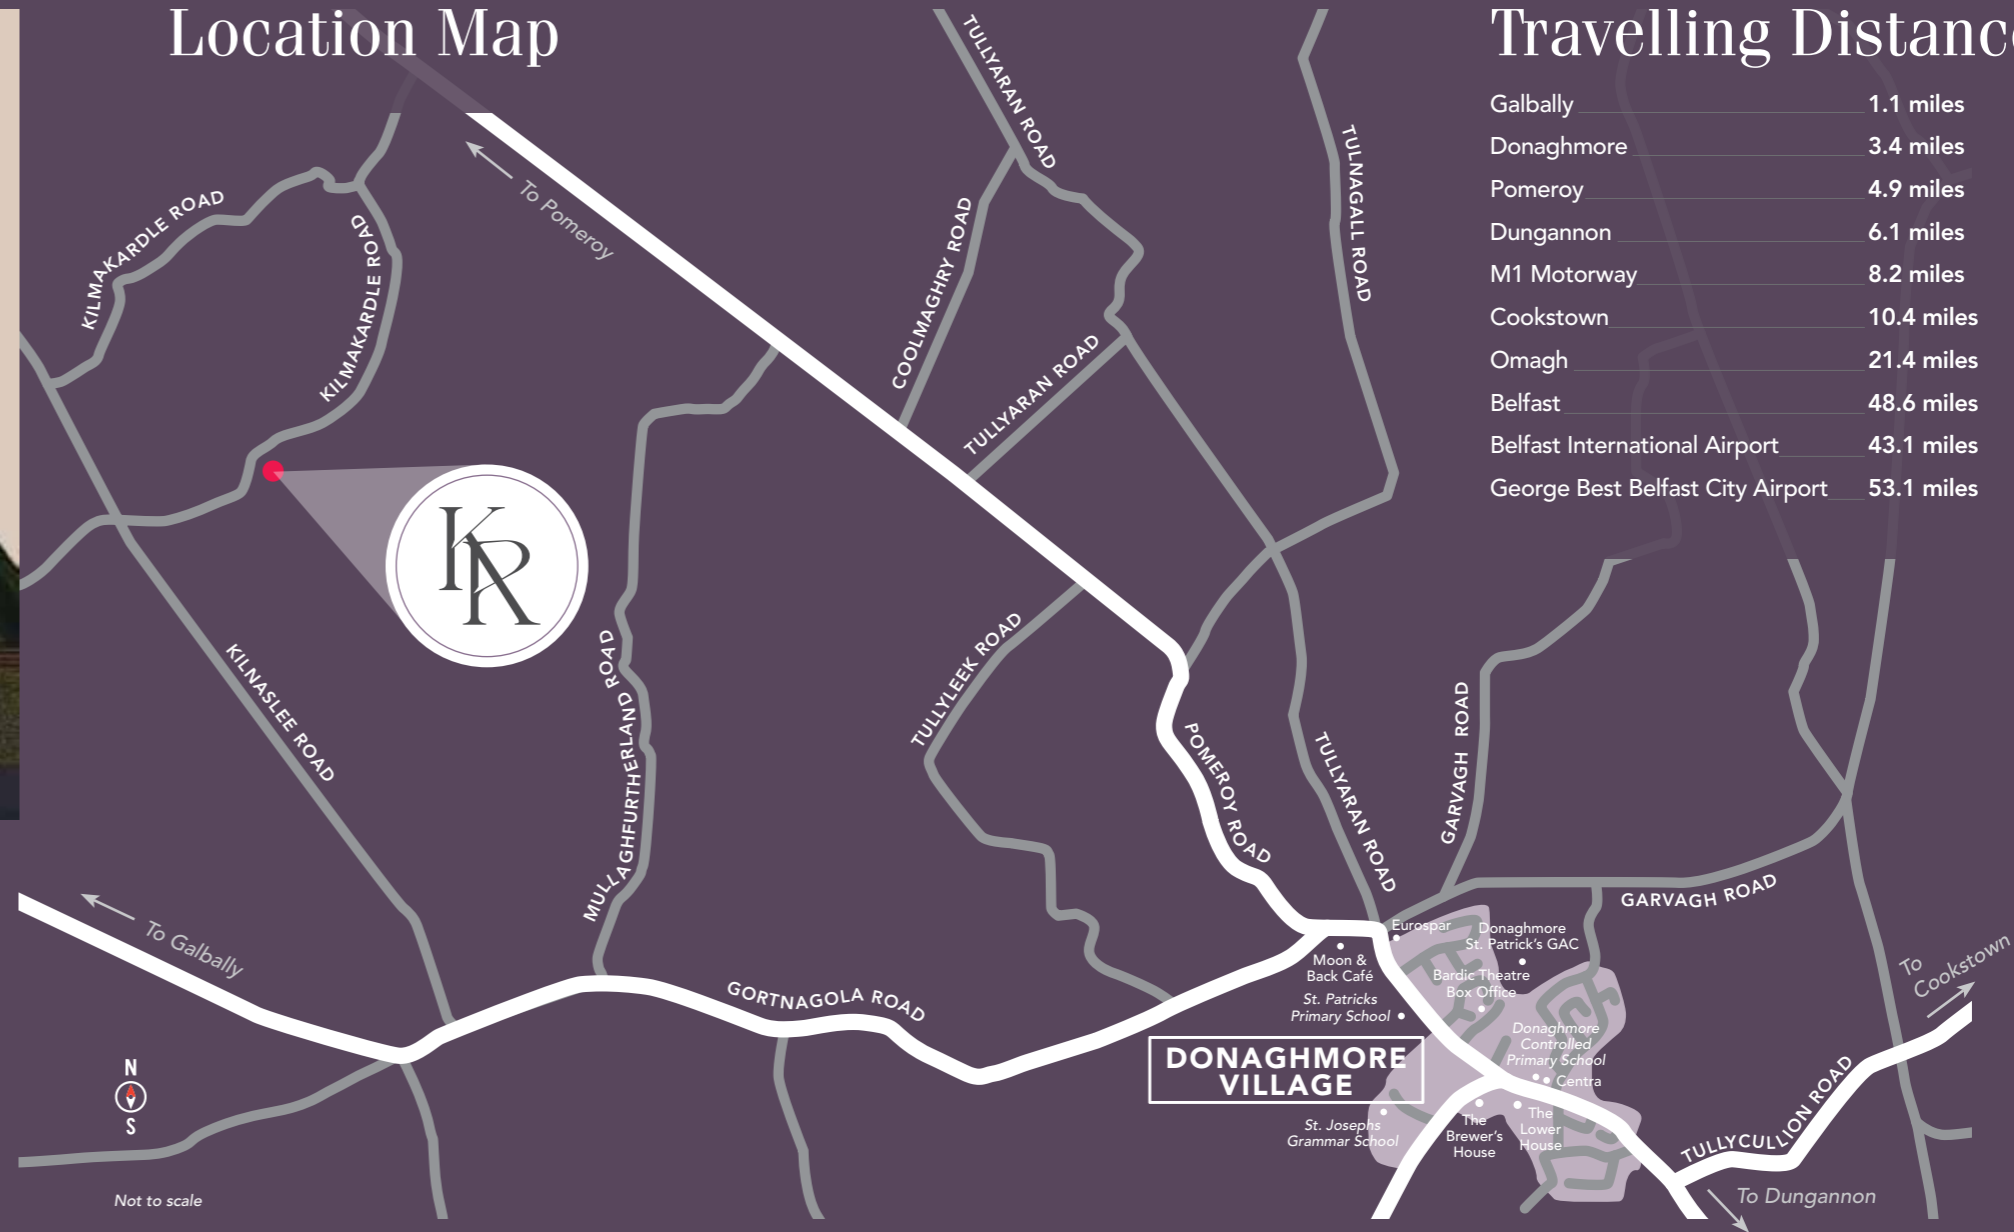 Location Map
Travelling Distanc
Galbally 1.1 miles
Donaghmore 3.4 miles
Pomeroy 4.9 miles
Dungannon 6.1 miles
M1 Motorway 8.2 miles
Cookstown 10.4 miles
Omagh 21.4 miles
Belfast 48.6 miles
Belfast International Airport 43.1 miles
George Best Belfast City Airport 53.1 miles
TULLYARAN ROAD
TULNAGALL ROAD
To Pomeroy
KILMAKARDLE ROAD
KILMAKARDLE ROAD
COOLMAGHRY ROAD
TULLYARAN ROAD
KR
KILNASLEE ROAD
MULLAGHFURTHERLAND ROAD
TULLYLEEK ROAD
POMEROY ROAD
TULLYARAN ROAD
GARVAGH ROAD
GARVAGH ROAD
To Galbally
GORTNAGOLA ROAD
Eurospar
Donaghmore
St. Patrick's GAC
Moon &
Back Café
Bardic Theatre
Box Office
St. Patricks
Primary School
Donaghmore
Controlled
Primary School
Centra
DONAGHMORE
VILLAGE
St. Josephs
Grammar School
The
Brewer's
House
The
Lower
House
To
Cookstown
TULLYCULLION ROAD
To Dungannon
N
S
Not to scale